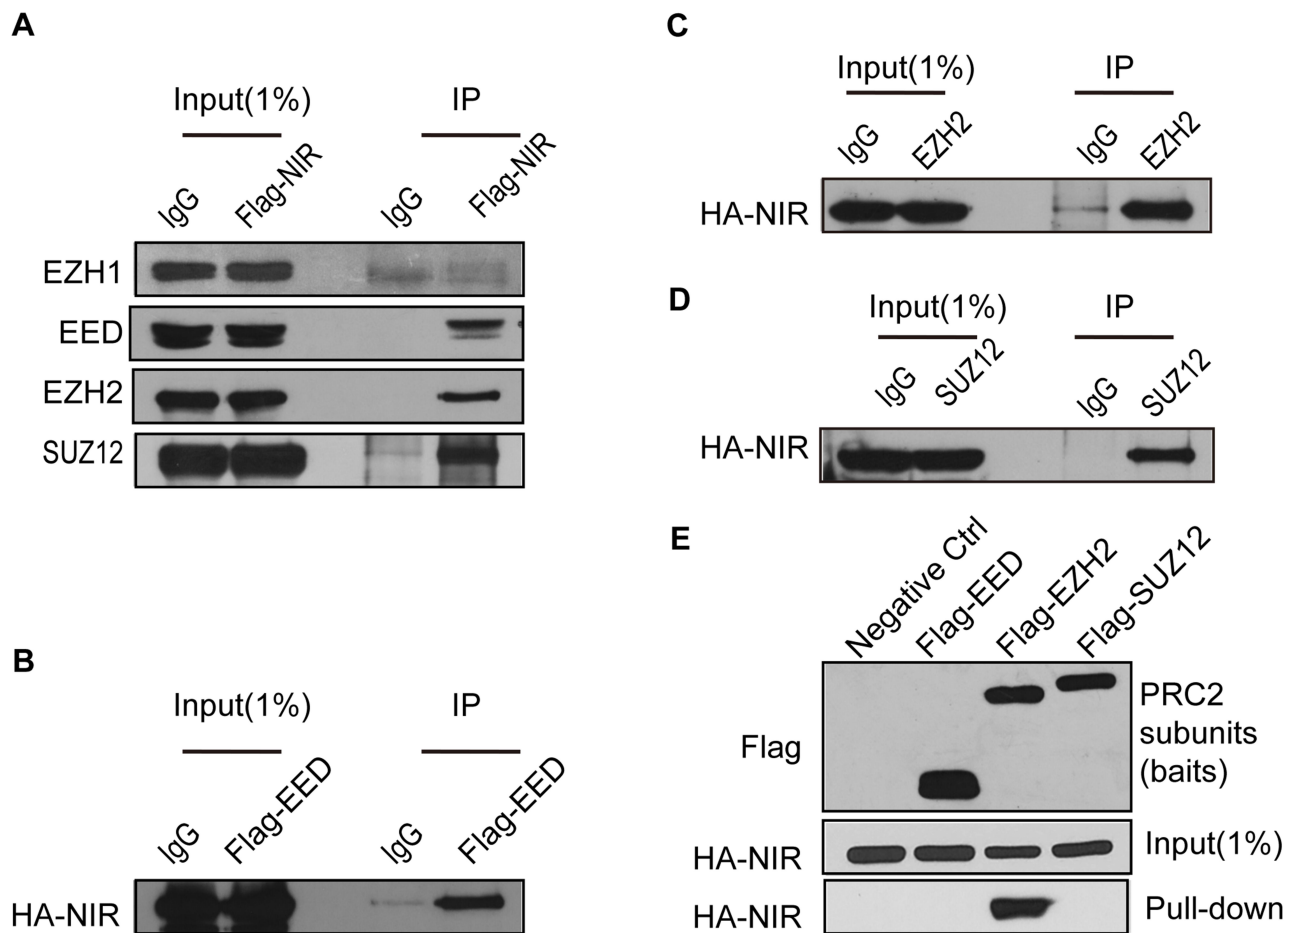 A
Input(1%) IP
IgG Flag-NIR IgG Flag-NIR
EZH1
EED
EZH2
SUZ12
B
Input(1%) IP
IgG Flag-EED IgG Flag-EED
HA-NIR
C
Input(1%) IP
IgG EZH2 IgG EZH2
HA-NIR
D
Input(1%) IP
IgG SUZ12 IgG SUZ12
HA-NIR
E
Negative Ctrl Flag-EED Flag-EZH2 Flag-SUZ12
Flag
PRC2
subunits
(baits)
HA-NIR Input(1%)
HA-NIR Pull-down